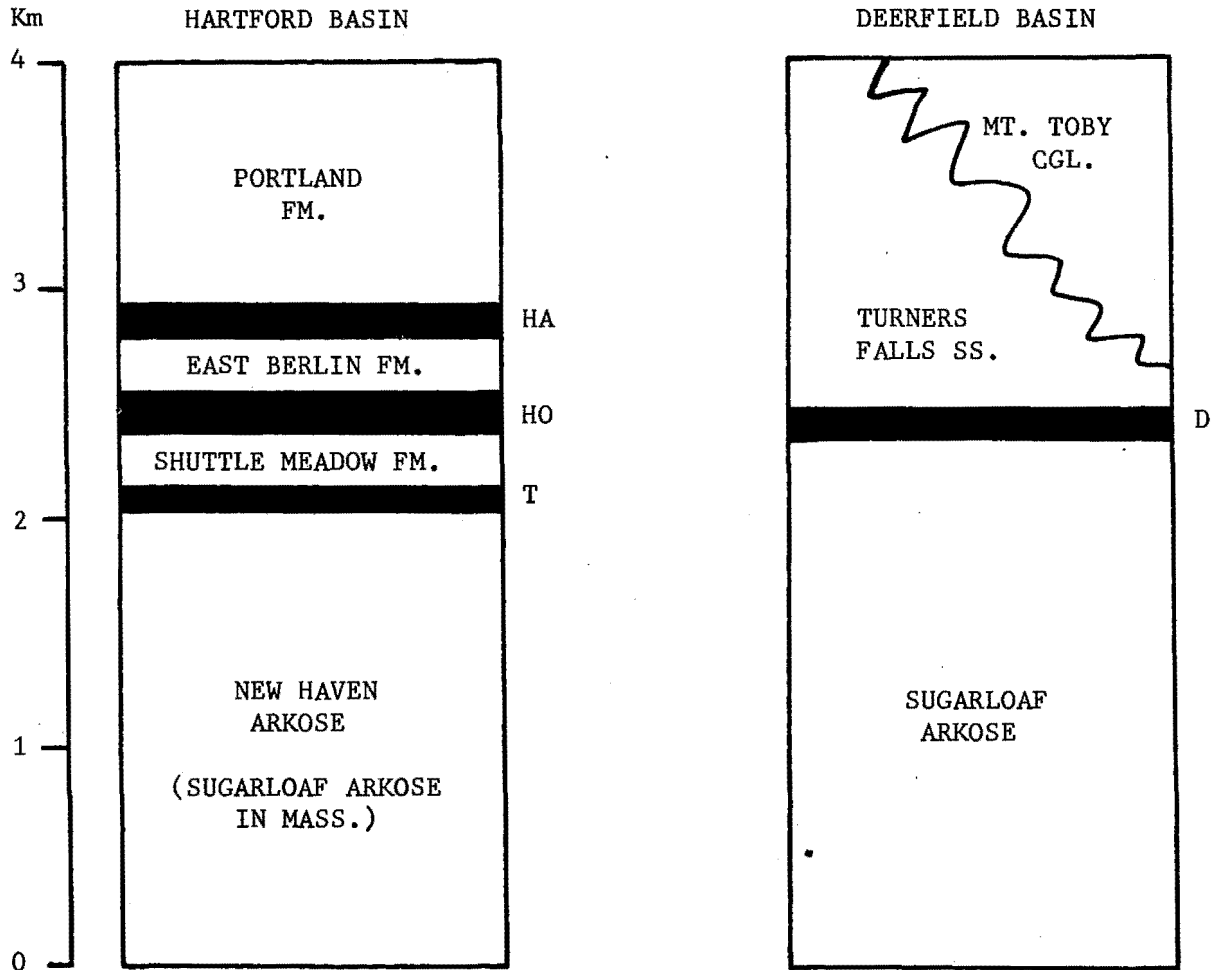 Km
HARTFORD BASIN
DEERFIELD BASIN
4
PORTLAND
FM.
3
HA
EAST BERLIN FM.
HO
SHUTTLE MEADOW FM.
T
2
NEW HAVEN
ARKOSE
(SUGARLOAF ARKOSE
IN MASS.)
1
0
MT. TOBY
CGL.
TURNERS
FALLS SS.
D
SUGARLOAF
ARKOSE